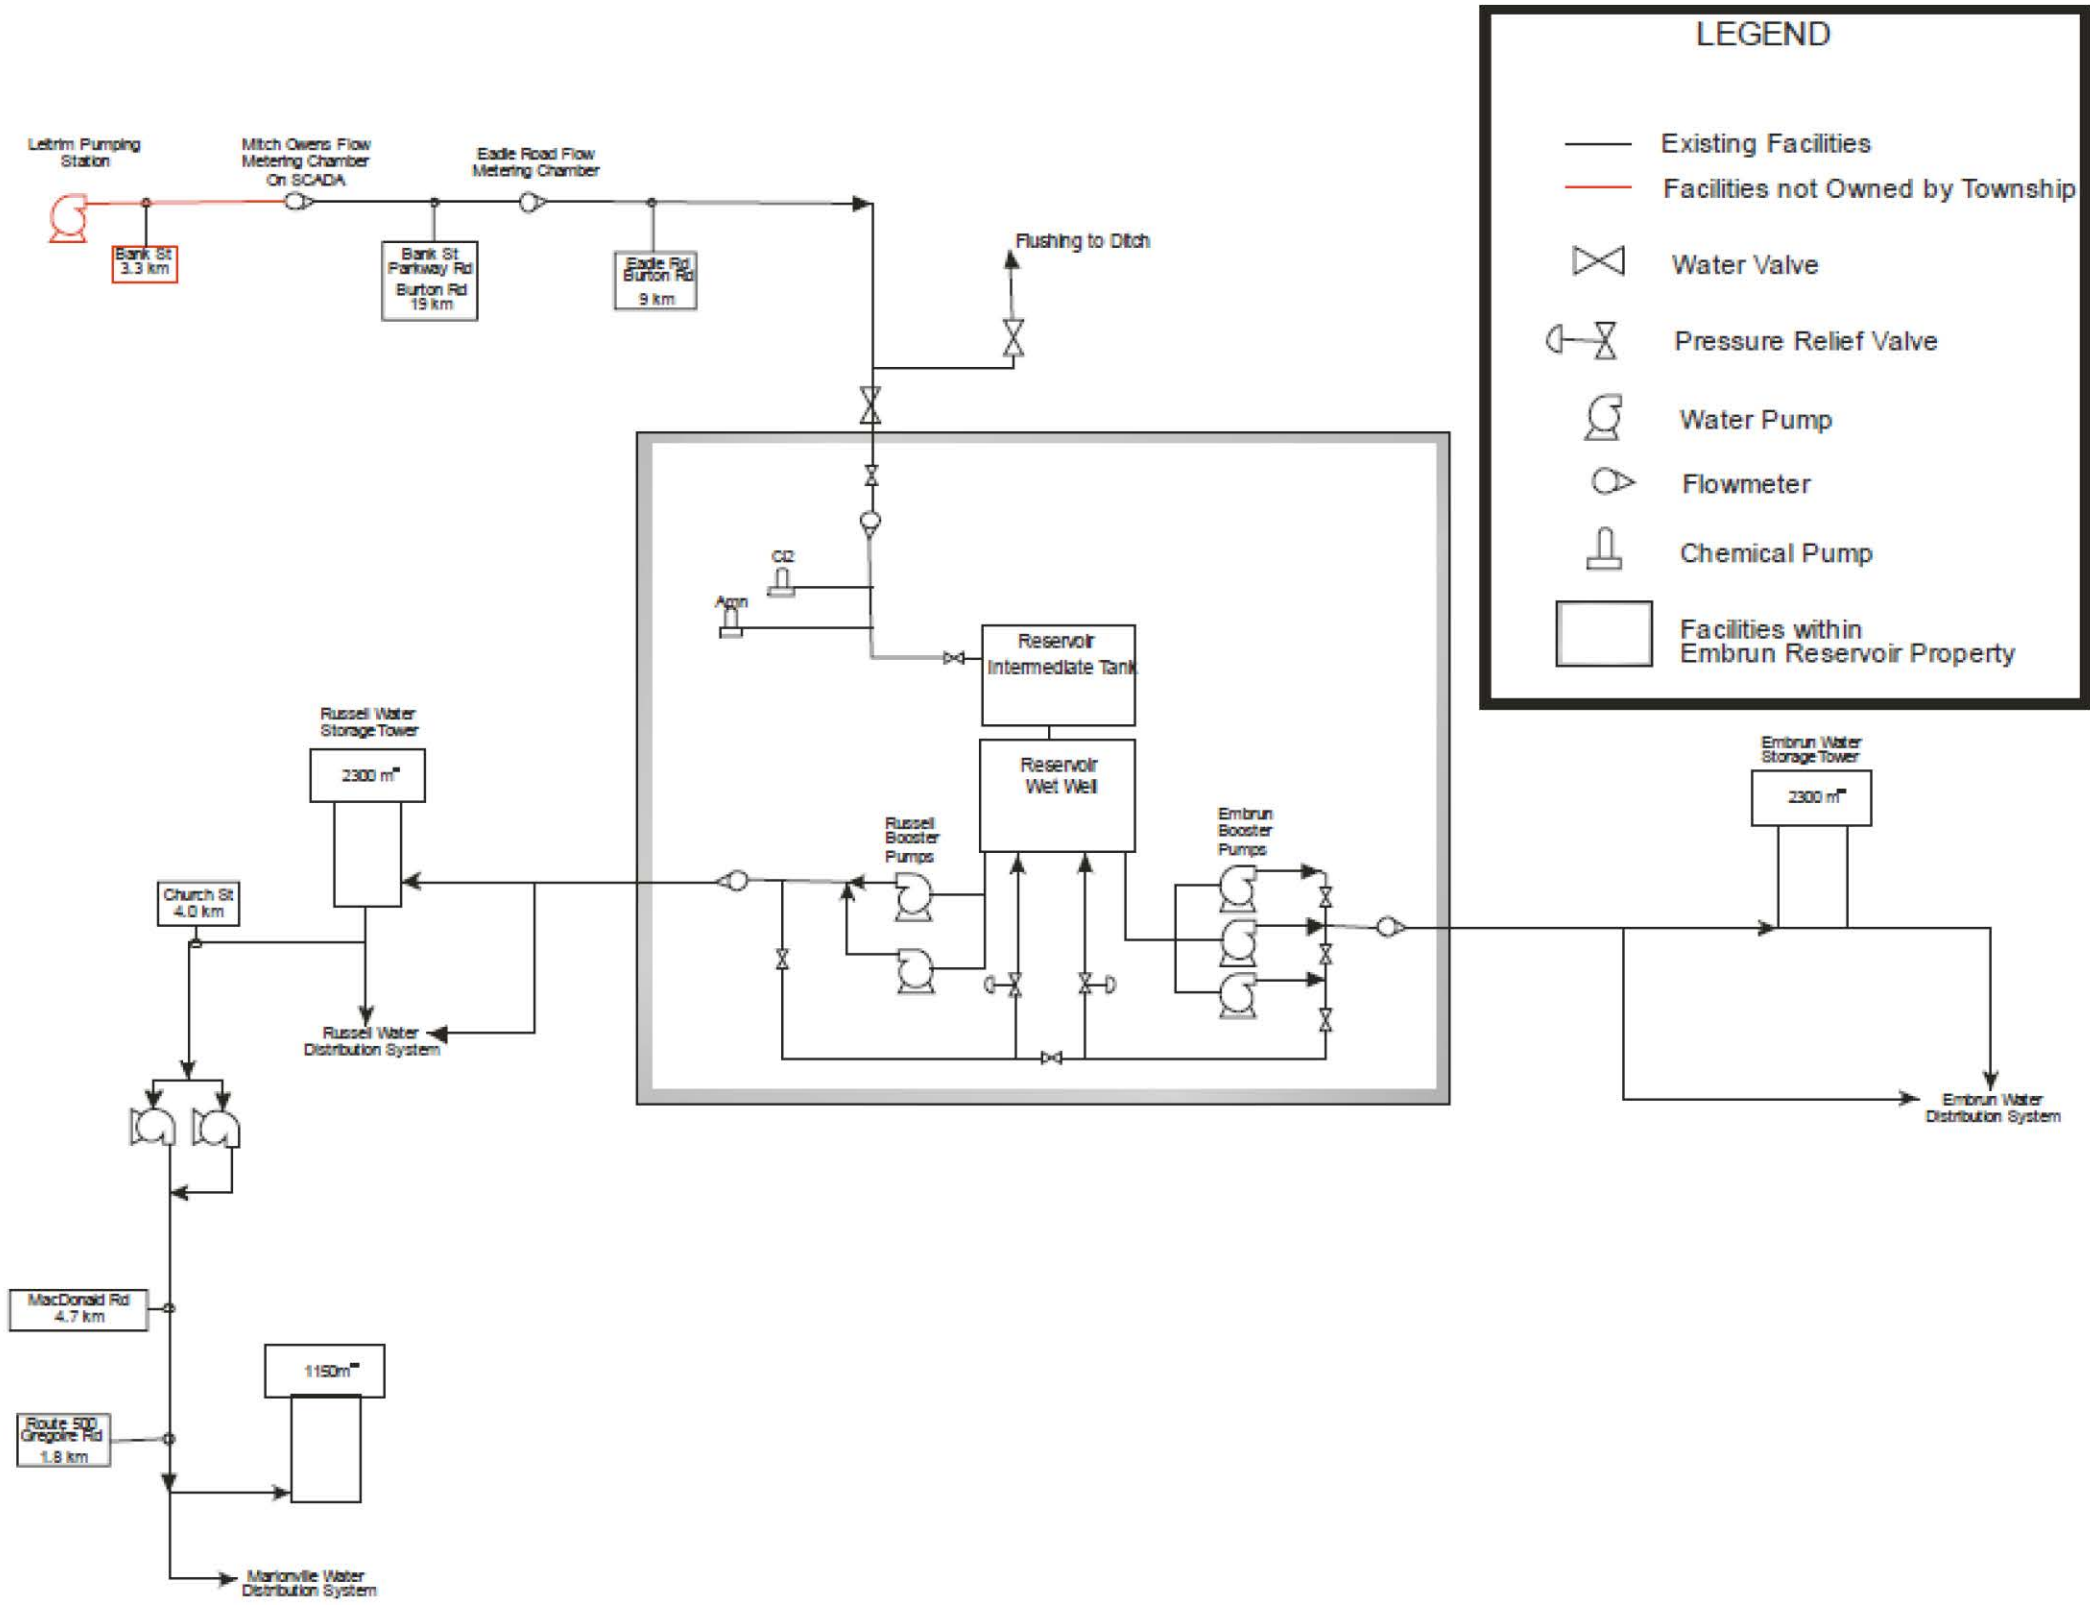 LEGEND
Existing Facilities
Facilities not Owned by Township
Water Valve
Pressure Relief Valve
Water Pump
Flowmeter
Chemical Pump
Facilities within
Embrun Reservoir Property
Leitrim Pumping
Station
Mitch Owens Flow
Metering Chamber
On SCADA
Eadie Road Flow
Metering Chamber
Bank St
3.3 km
Bank St
Parkway Rd
Burton Rd
19 km
Eadie Rd
Burton Rd
9 km
Flushing to Ditch
Cl2
Amn
Reservoir
Intermediate Tank
Reservoir
Wet Well
Russell
Booster
Pumps
Embrun
Booster
Pumps
Russell Water
Storage Tower
2300 m³
Embrun Water
Storage Tower
2300 m³
Church St
4.0 km
Russell Water
Distribution System
Embrun Water
Distribution System
MacDonald Rd
4.7 km
1150m³
Route 500
Gregoire Rd
1.8 km
Marionville Water
Distribution System